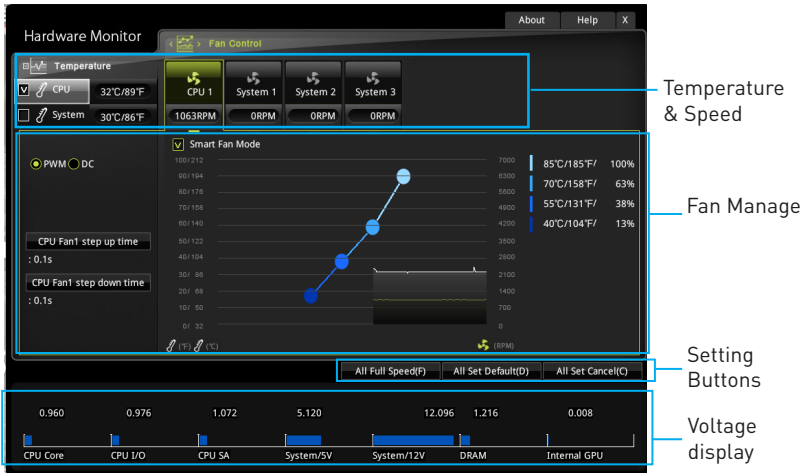 About Help X
Hardware Monitor
Fan Control
Temperature
CPU 32℃/89℉
System 30℃/86℉
CPU 1 System 1 System 2 System 3
1063RPM 0RPM 0RPM 0RPM
Temperature
& Speed
Smart Fan Mode
PWM DC
CPU Fan1 step up time
: 0.1s
CPU Fan1 step down time
: 0.1s
100/212 7000
90/194 6300
80/176 5600
70/158 4900
60/140 4200
50/122 3500
40/104 2800
30/ 86 2100
20/ 68 1400
10/ 50 700
0/ 32 0
(℉) (℃) (RPM)
85℃/185℉/ 100%
70℃/158℉/ 63%
55℃/131℉/ 38%
40℃/104℉/ 13%
Fan Manage
All Full Speed(F) All Set Default(D) All Set Cancel(C)
Setting
Buttons
0.960 0.976 1.072 5.120 12.096 1.216 0.008
CPU Core CPU I/O CPU SA System/5V System/12V DRAM Internal GPU
Voltage
display